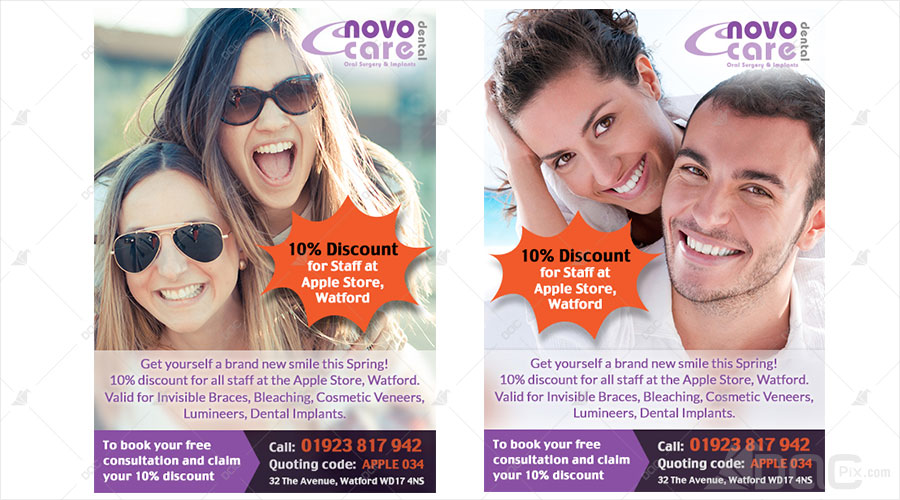 novo
care
dental
Oral Surgery & Implants
10% Discount
for Staff at
Apple Store,
Watford
Get yourself a brand new smile this Spring!
10% discount for all staff at the Apple Store, Watford.
Valid for Invisible Braces, Bleaching, Cosmetic Veneers,
Lumineers, Dental Implants.
To book your free
consultation and claim
your 10% discount
Call: 01923 817 942
Quoting code: APPLE 034
32 The Avenue, Watford WD17 4NS
novo
care
dental
Oral Surgery & Implants
10% Discount
for Staff at
Apple Store,
Watford
Get yourself a brand new smile this Spring!
10% discount for all staff at the Apple Store, Watford.
Valid for Invisible Braces, Bleaching, Cosmetic Veneers,
Lumineers, Dental Implants.
To book your free
consultation and claim
your 10% discount
Call: 01923 817 942
Quoting code: APPLE 034
32 The Avenue, Watford WD17 4NS
Pix.com